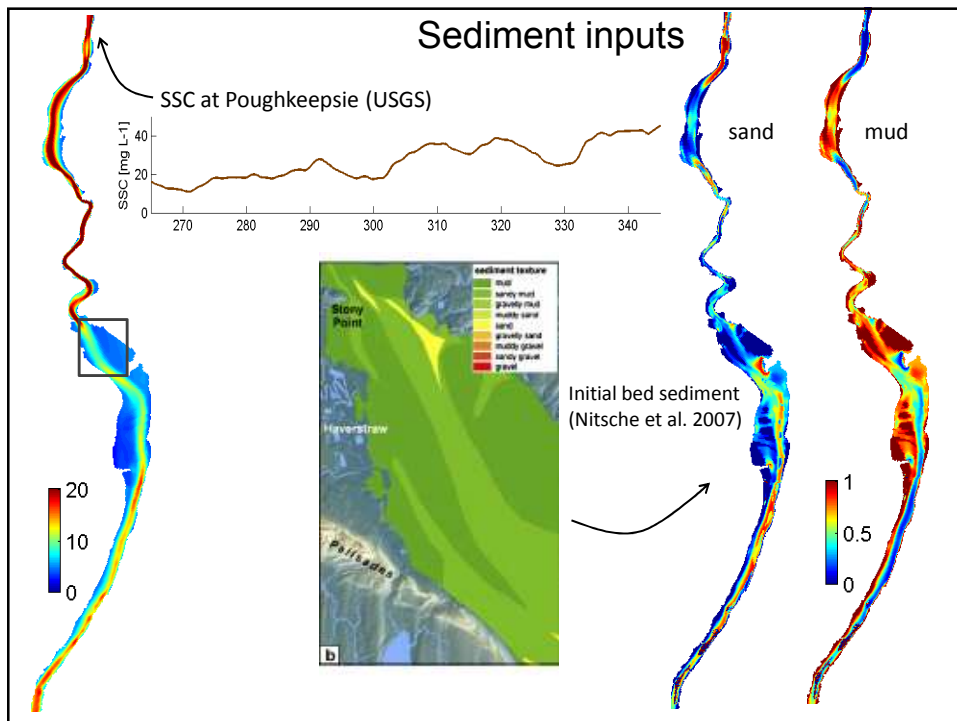 Sediment inputs
SSC at Poughkeepsie (USGS)
SSC [mg L-1]
40
20
0
270
280
290
300
310
320
330
340
sand
mud
sediment texture
mud
sandy mud
gravelly mud
muddy sand
sand
gravelly sand
muddy gravel
sandy gravel
gravel
Stony
Point
Haverstraw
Palisades
b
Initial bed sediment
(Nitsche et al. 2007)
20
10
0
1
0.5
0